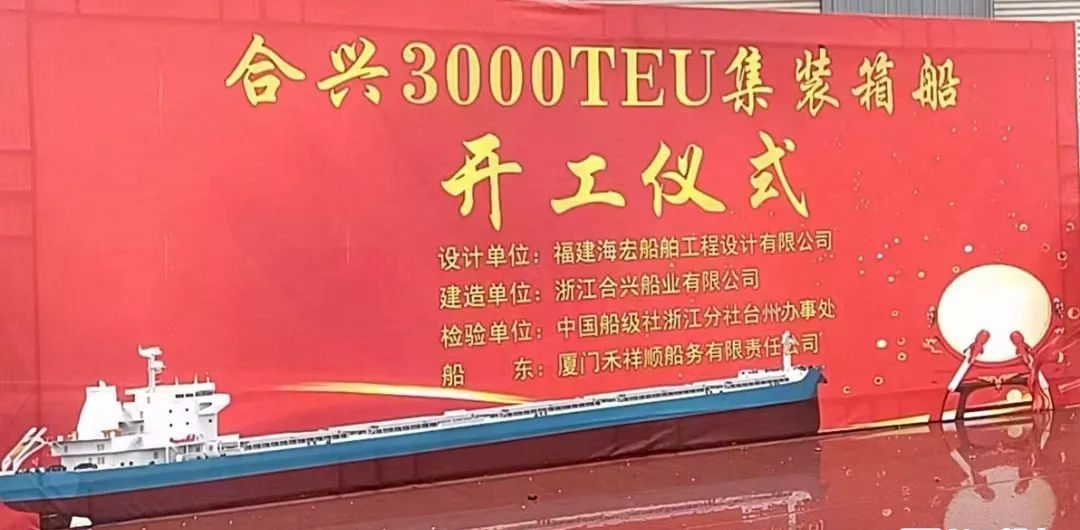 合兴3000TEU集装箱船
开工仪式
设计单位：福建海宏船舶工程设计有限公司
建造单位：浙江合兴船业有限公司
检验单位：中国船级社浙江分社台州办事处
船 东：厦门禾祥顺船务有限责任公司